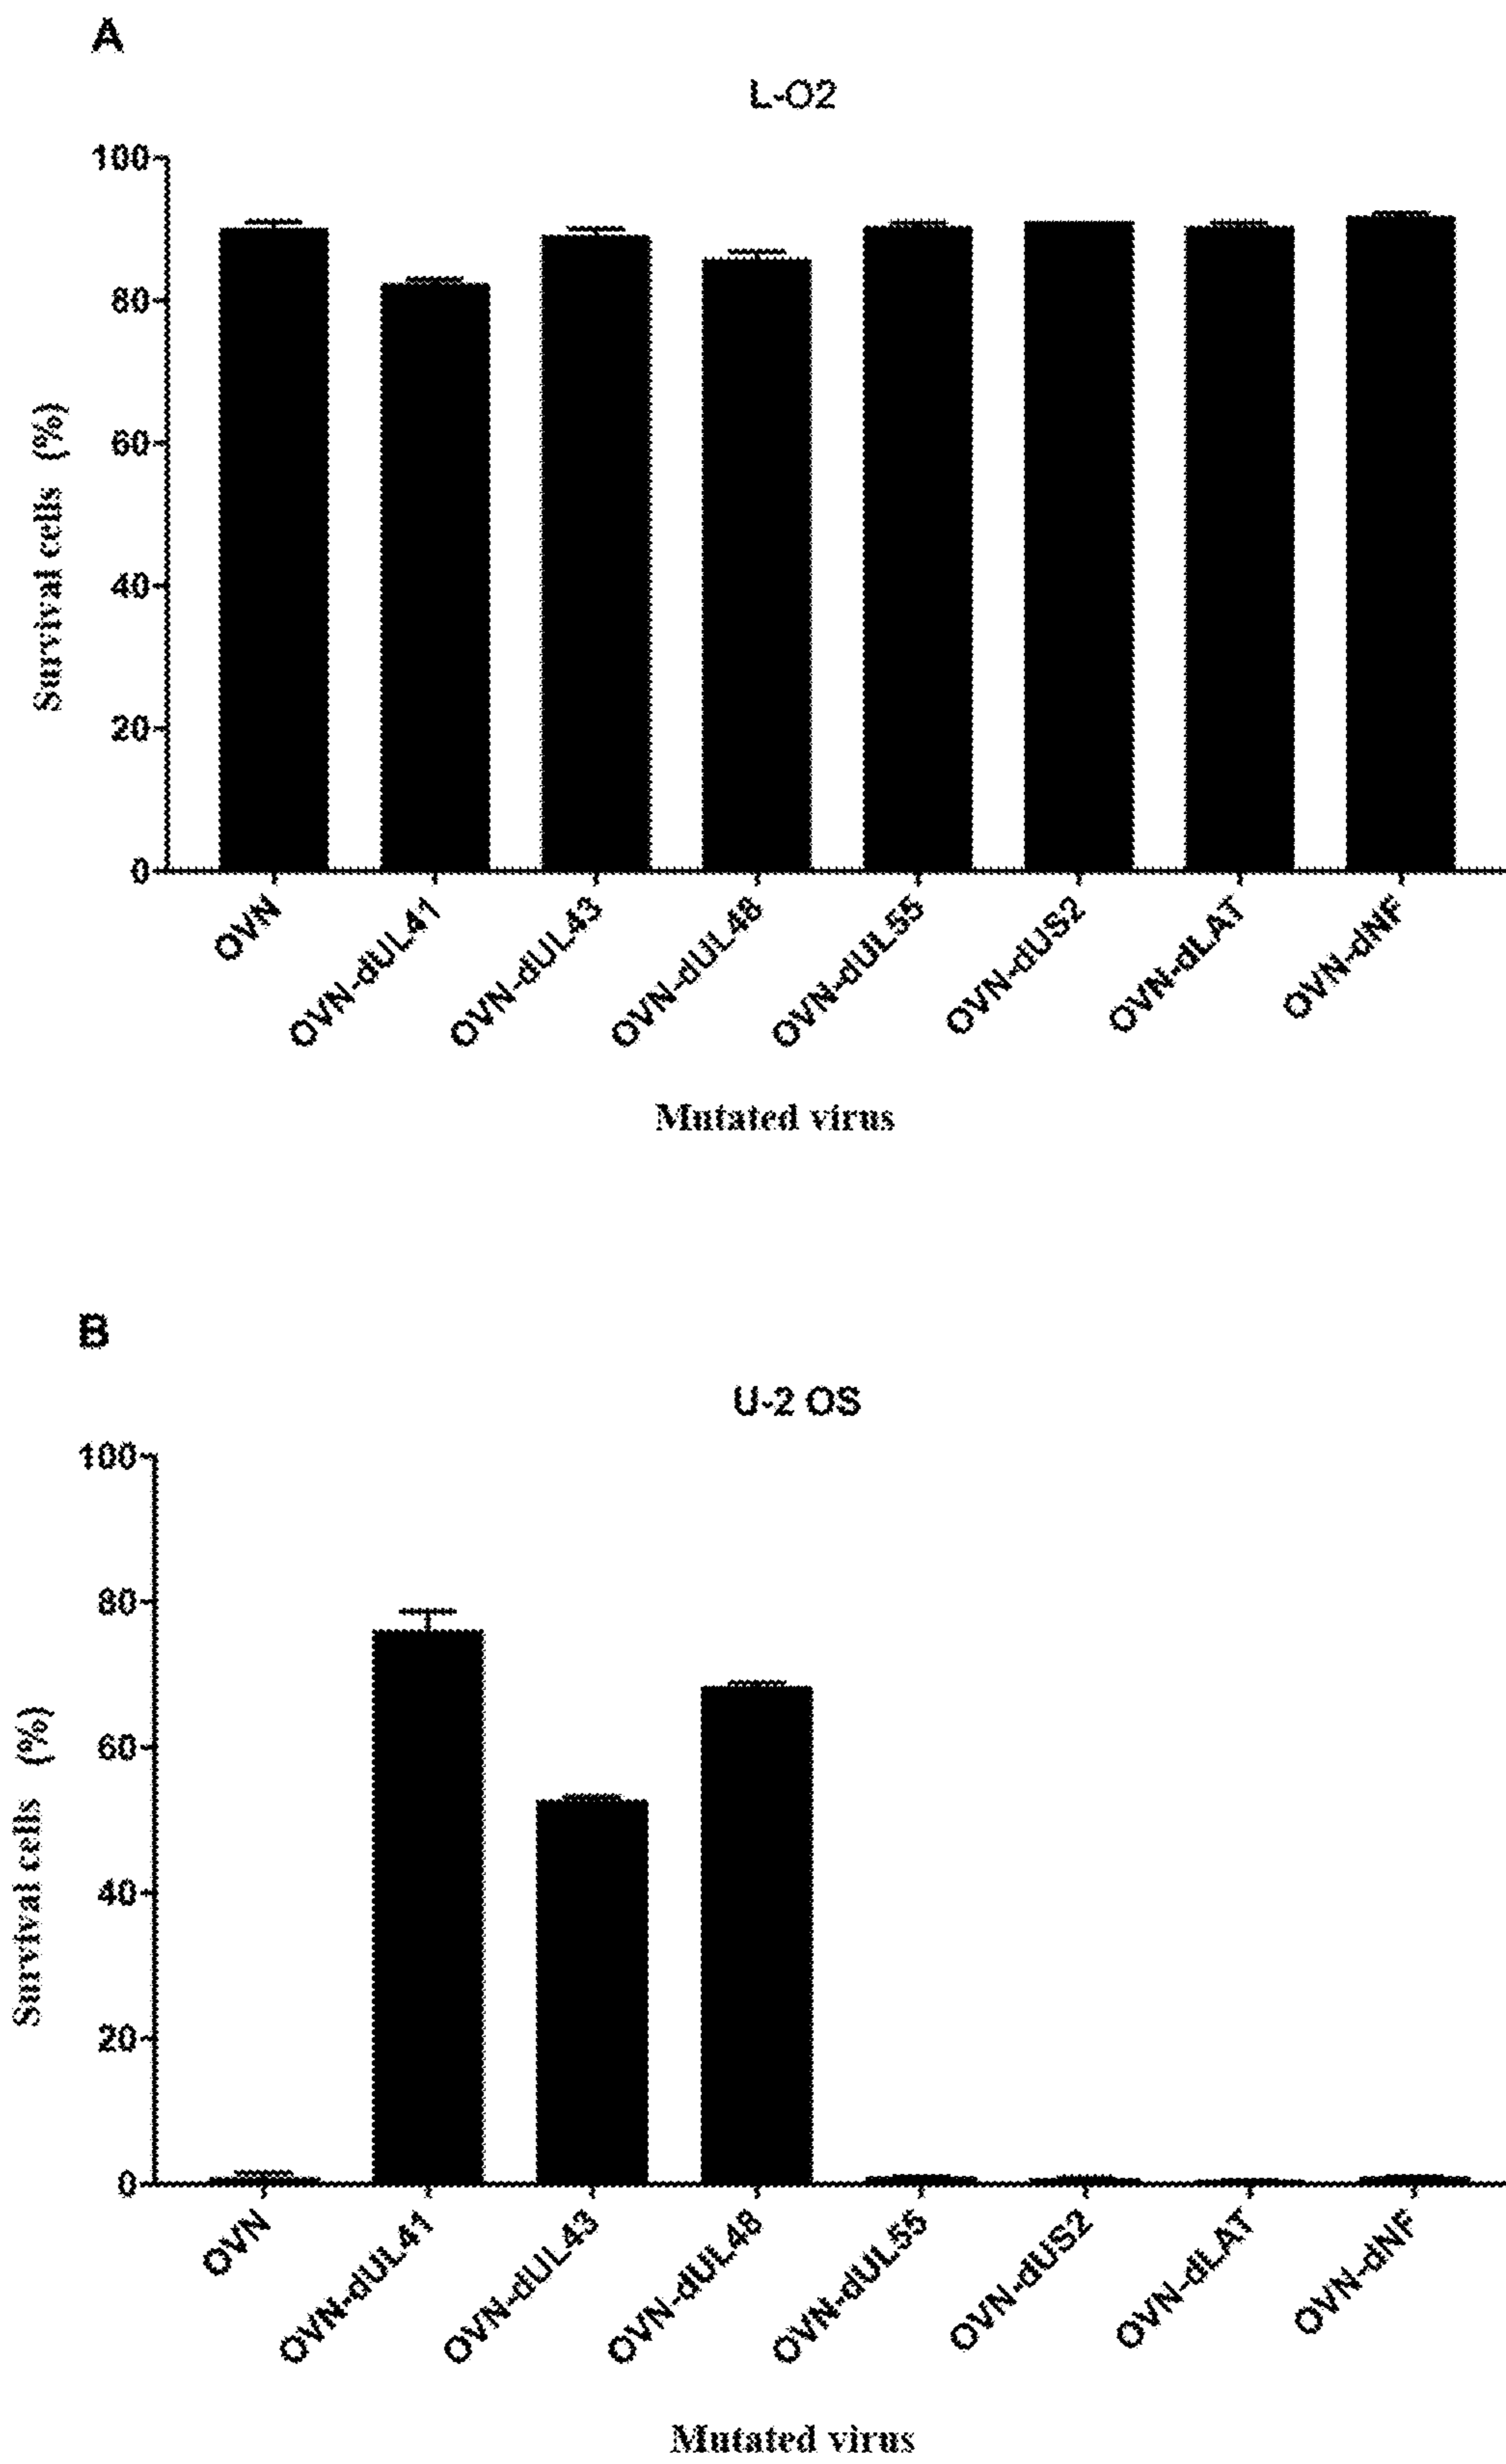 A
L-O2
100
80
60
40
20
0
Survival cells (%)
OVN
OVN-dUL41
OVN-dUL43
OVN-dUL48
OVN-dUL55
OVN-dUS2
OVN-dLAT
OVN-dNF
Mutated virus
B
U-2 OS
100
80
60
40
20
0
Survival cells (%)
OVN
OVN-dUL41
OVN-dUL43
OVN-dUL48
OVN-dUL55
OVN-dUS2
OVN-dLAT
OVN-dNF
Mutated virus